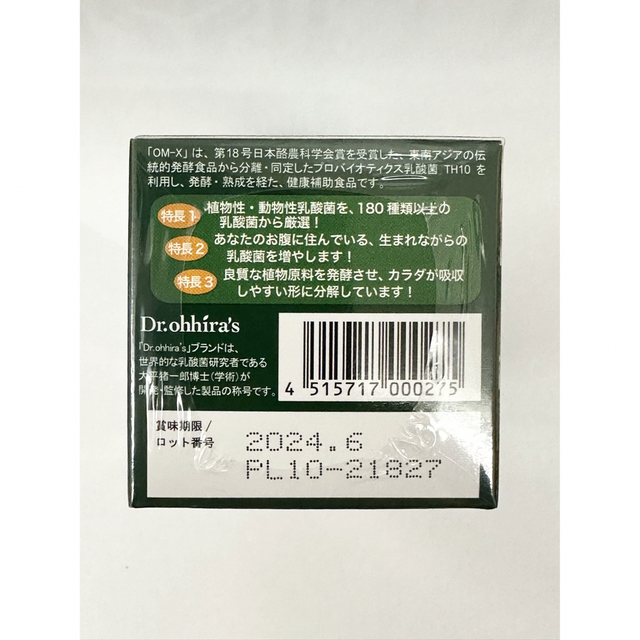 「OM-X」は、第18号日本酪農科学会賞を受賞した、東南アジアの伝
統的発酵食品から分離・同定したプロバイオティクス乳酸菌 TH10 を
利用し、発酵・熟成を経た、健康補助食品です。
特長1 植物性・動物性乳酸菌を、180種類以上の
乳酸菌から厳選！
特長2 あなたのお腹に住んでいる、生まれながらの
乳酸菌を増やします！
特長3 良質な植物原料を発酵させ、カラダが吸収
しやすい形に分解しています！
Dr.ohhira's
「Dr.ohhira's」ブランドは、
世界的な乳酸菌研究者である
大平猪一郎博士(学術)が
開発・監修した製品の称号です。
4 515717 000275
賞味期限/
ロット番号
2024.6
PL10-21827